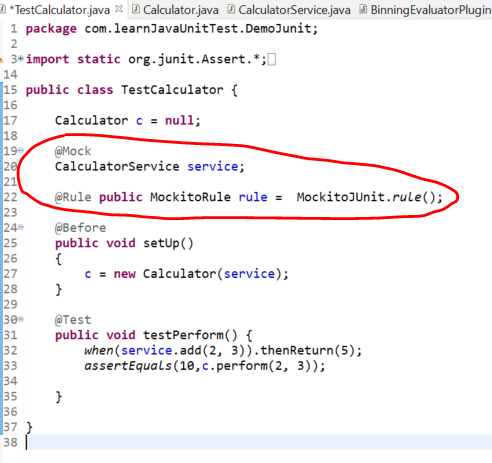 *TestCalculator.java Calculator.java CalculatorService.java BinningEvaluatorPlugin
1 package com.learnJavaUnitTest.DemoJunit;
2
3 import static org.junit.Assert.*;
14
15 public class TestCalculator {
16
17 Calculator c = null;
18
19 @Mock
20 CalculatorService service;
21
22 @Rule public MockitoRule rule =  MockitoJUnit.rule();
23
24 @Before
25 public void setUp()
26 {
27 c = new Calculator(service);
28 }
29
30 @Test
31 public void testPerform() {
32 when(service.add(2, 3)).thenReturn(5);
33 assertEquals(10,c.perform(2, 3));
34
35 }
36
37 }
38